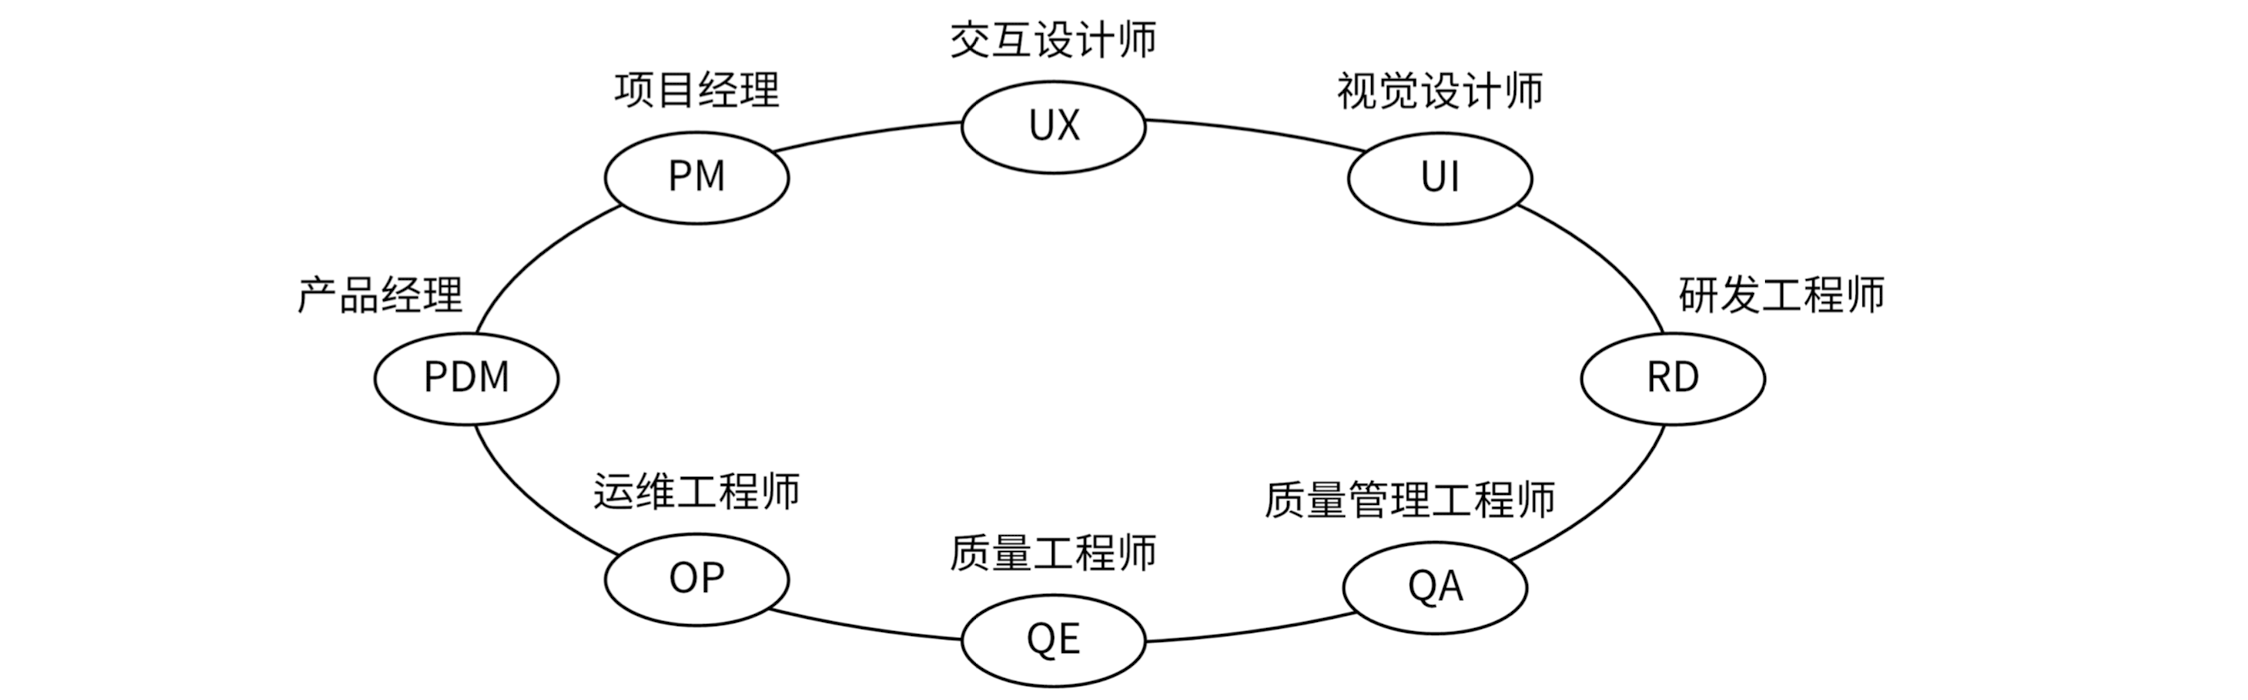 交互设计师
UX
项目经理
PM
视觉设计师
UI
产品经理
PDM
研发工程师
RD
运维工程师
OP
质量工程师
QE
质量管理工程师
QA